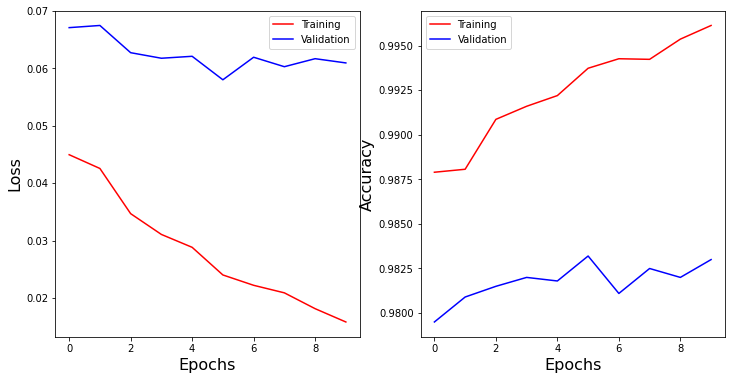 0.07
0.06
0.05
0.04
0.03
0.02
Loss
0 2 4 6 8
Epochs
Training
Validation
0.9950
0.9925
0.9900
0.9875
0.9850
0.9825
0.9800
Accuracy
0 2 4 6 8
Epochs
Training
Validation